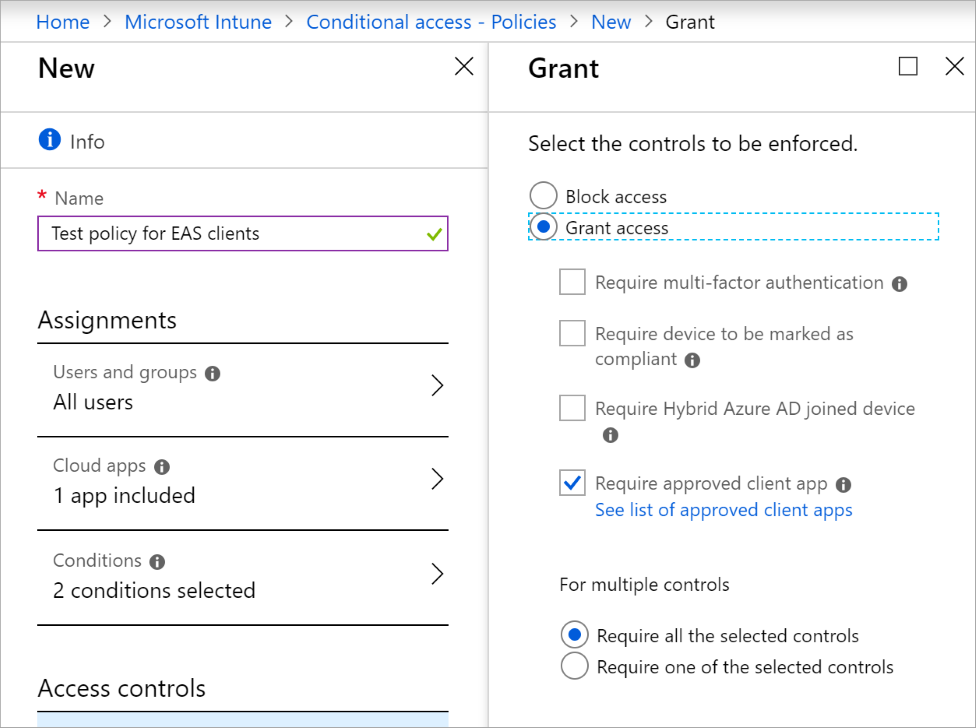 Home > Microsoft Intune > Conditional access - Policies > New > Grant
New
Info
* Name
Test policy for EAS clients
Assignments
Users and groups
All users
Cloud apps
1 app included
Conditions
2 conditions selected
Access controls
Grant
Select the controls to be enforced.
Block access
Grant access
Require multi-factor authentication
Require device to be marked as
compliant
Require Hybrid Azure AD joined device
Require approved client app
See list of approved client apps
For multiple controls
Require all the selected controls
Require one of the selected controls